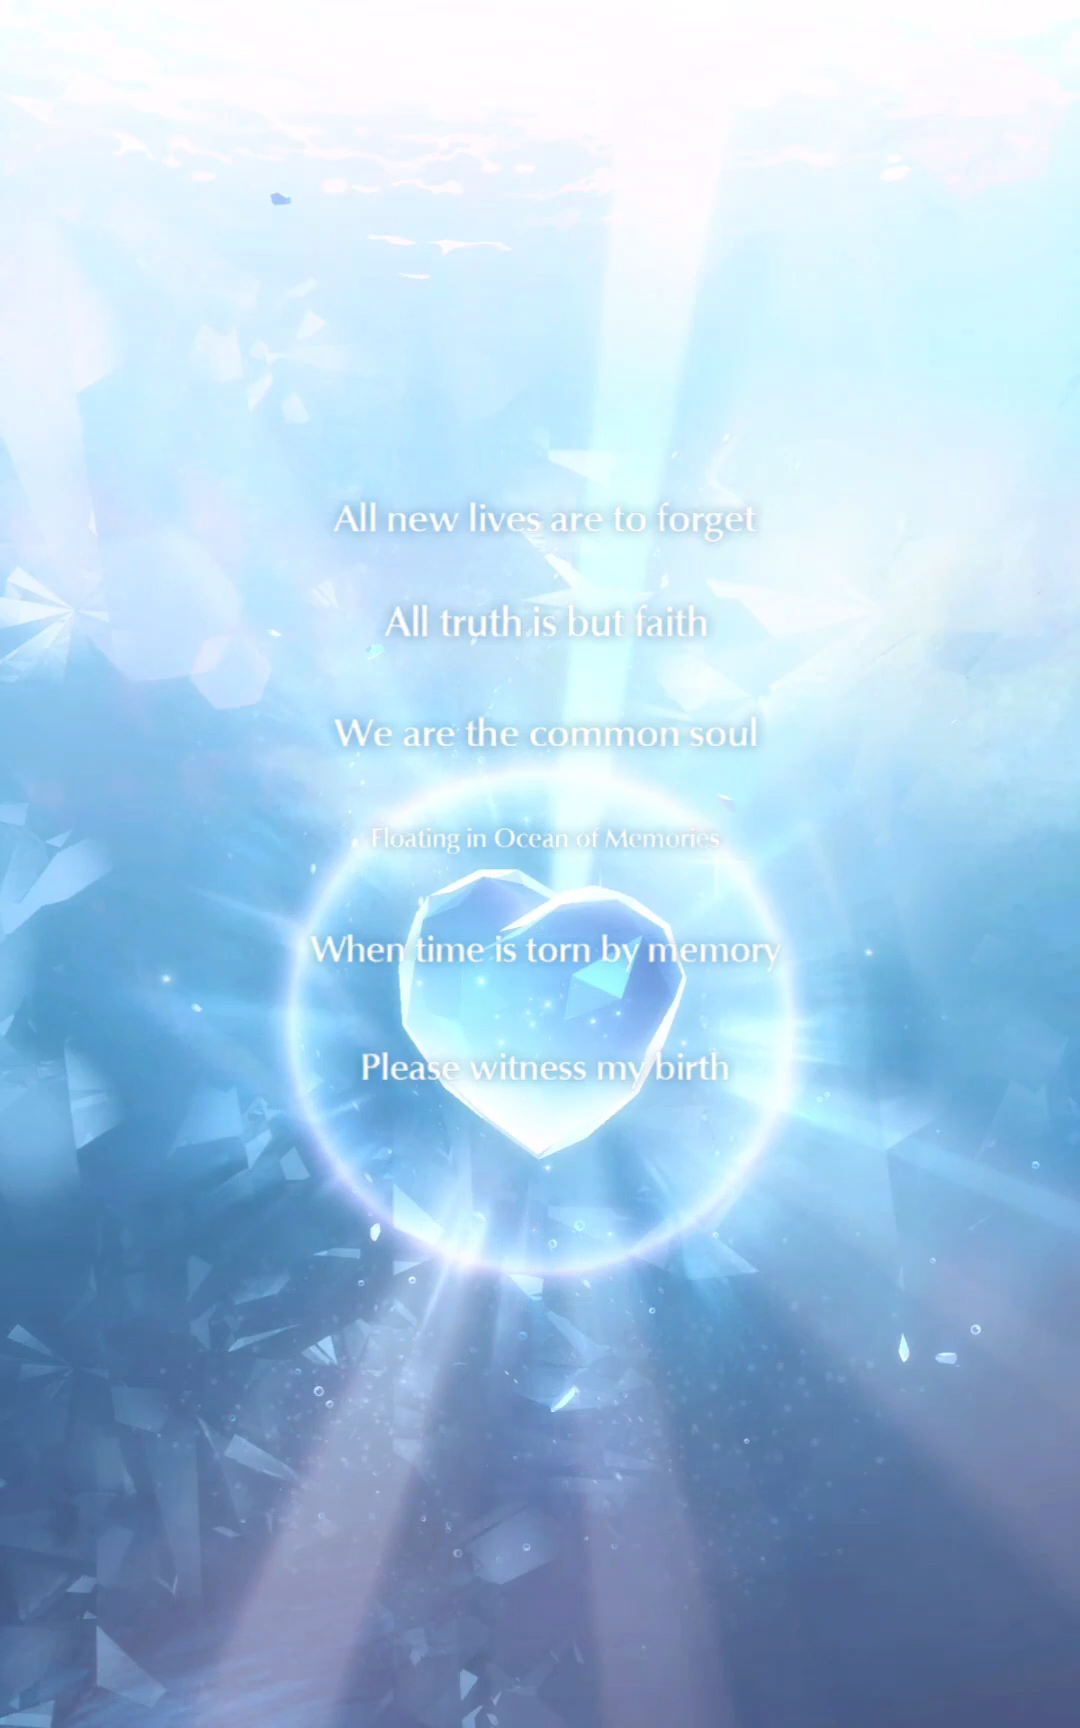 All new lives are to forget
All truth is but faith
We are the common soul
Floating in Ocean of Memories
When time is torn by memory
Please witness my birth